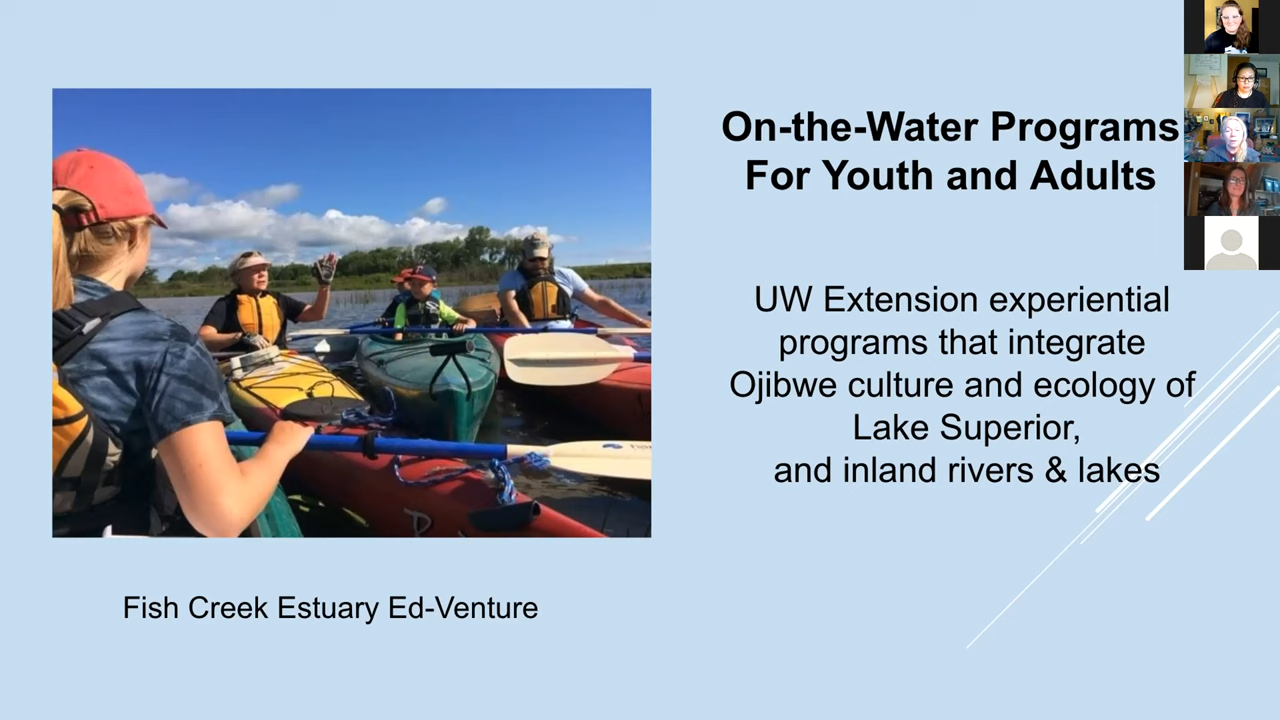 On-the-Water Programs
For Youth and Adults
UW Extension experiential
programs that integrate
Ojibwe culture and ecology of
Lake Superior,
and inland rivers & lakes
Fish Creek Estuary Ed-Venture